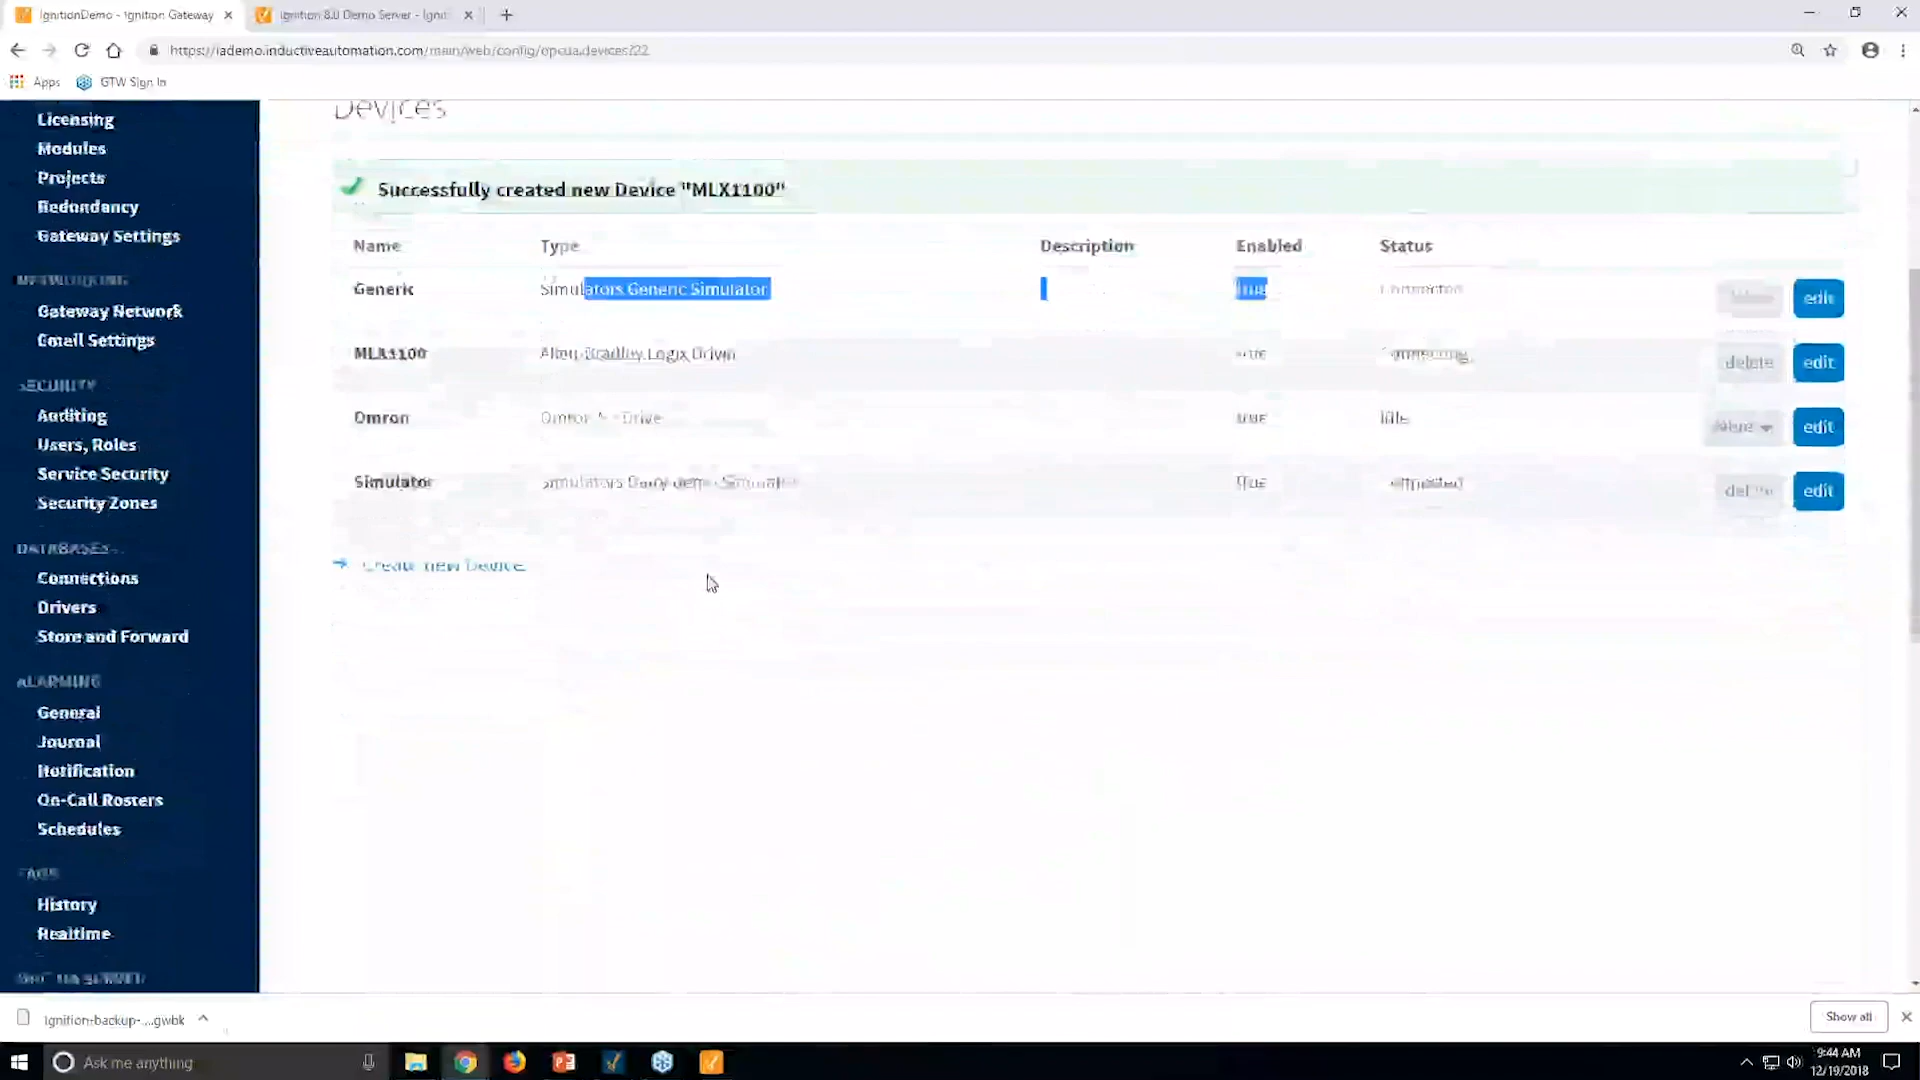 IgnitionDemo - Ignition Gateway
Ignition 8.0 Demo Server - Ignit
https://iademo.inductiveautomation.com/main/web/config/opcua.devices?22
Apps GTW Sign In
Licensing
Modules
Projects
Redundancy
Gateway Settings
NETWORKING
Gateway Network
Email Settings
SECURITY
Auditing
Users, Roles
Service Security
Security Zones
DATABASES
Connections
Drivers
Store and Forward
ALARMING
General
Journal
Notification
On-Call Rosters
Schedules
TAGS
History
Realtime
Devices
Successfully created new Device "MLX1100"
Name Type Description Enabled Status
Generic Simulators Generic Simulator true Connected edit
MLX1100 Allen-Bradley Logix Driver true delete edit
Omron Omron Driver true Idle edit
Simulator Simulators Dairy Demo Simulator true delete edit
Create new Device
Ignition-backup-...gwbk
Show all
Ask me anything
9:44 AM
12/19/2018